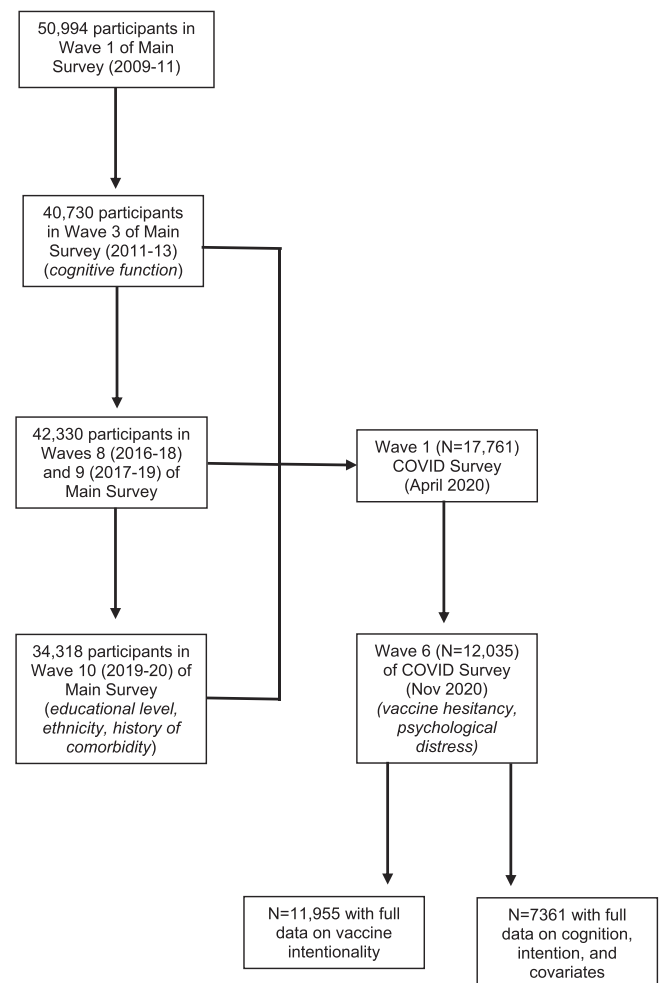 50,994 participants in
Wave 1 of Main
Survey (2009-11)
40,730 participants
in Wave 3 of Main
Survey (2011-13)
(cognitive function)
42,330 participants in
Waves 8 (2016-18)
and 9 (2017-19) of
Main Survey
Wave 1 (N=17,761)
COVID Survey
(April 2020)
34,318 participants in
Wave 10 (2019-20) of
Main Survey
(educational level,
ethnicity, history of
comorbidity)
Wave 6 (N=12,035)
of COVID Survey
(Nov 2020)
(vaccine hesitancy,
psychological
distress)
N=11,955 with full
data on vaccine
intentionality
N=7361 with full
data on cognition,
intention, and
covariates